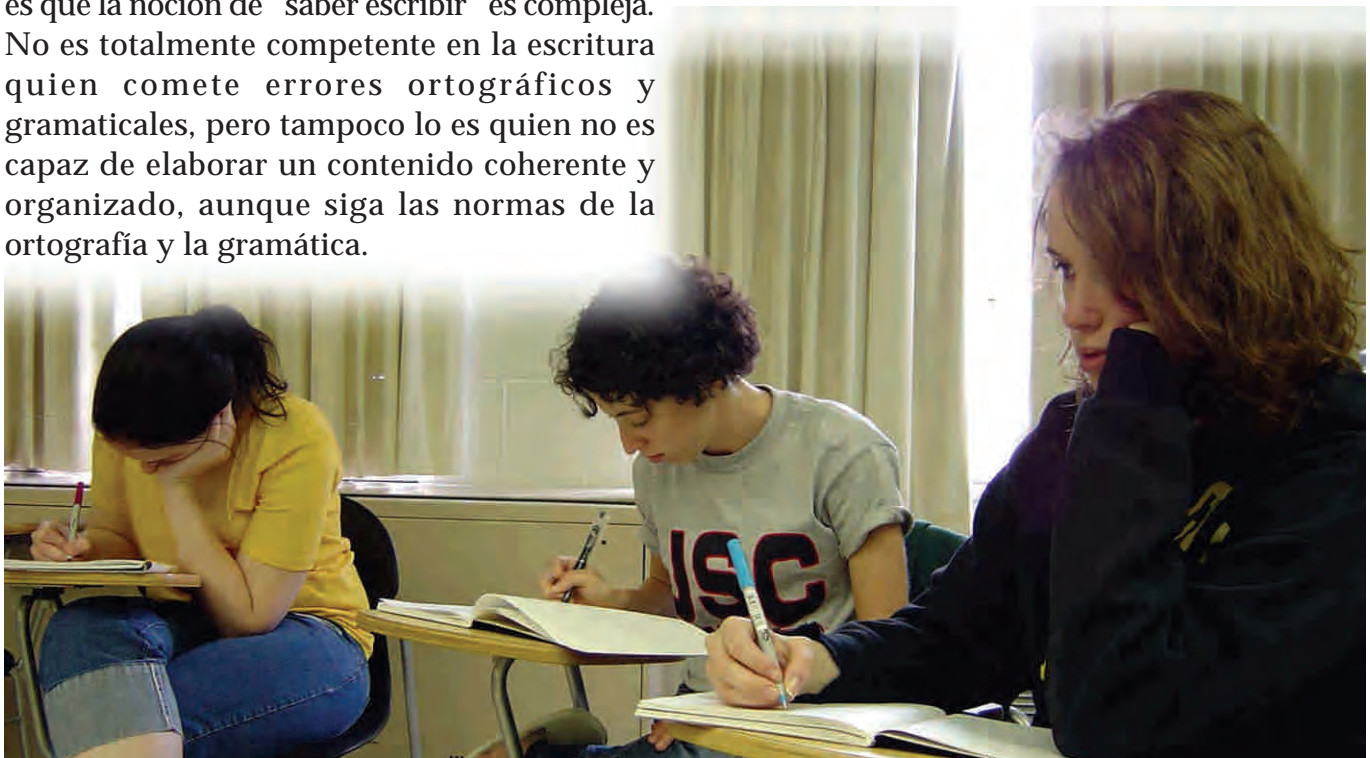 es que la noción de "saber escribir" es compleja.
No es totalmente competente en la escritura
quien comete errores ortográficos y
gramaticales, pero tampoco lo es quien no es
capaz de elaborar un contenido coherente y
organizado, aunque siga las normas de la
ortografía y la gramática.
USC